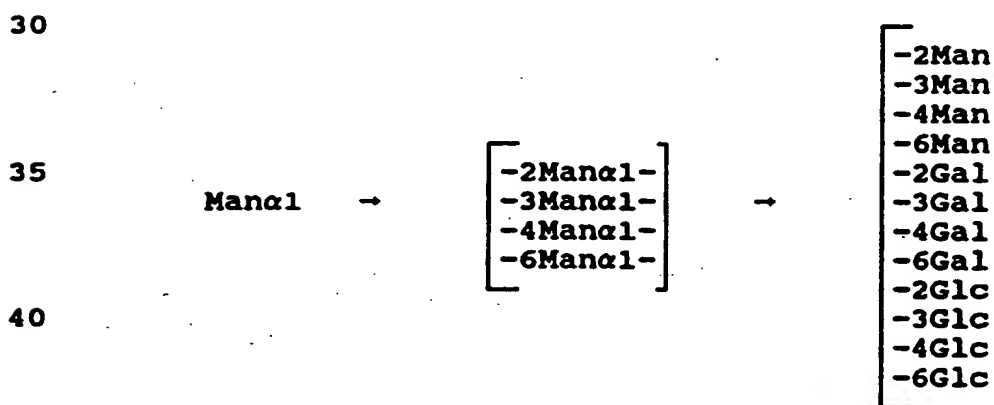 30
-2Man
-3Man
-4Man
-6Man
35 -2Manα1- -2Gal
Manα1 → -3Manα1- → -3Gal
-4Manα1- -4Gal
-6Manα1- -6Gal
-2Glc
40 -3Glc
-4Glc
-6Glc